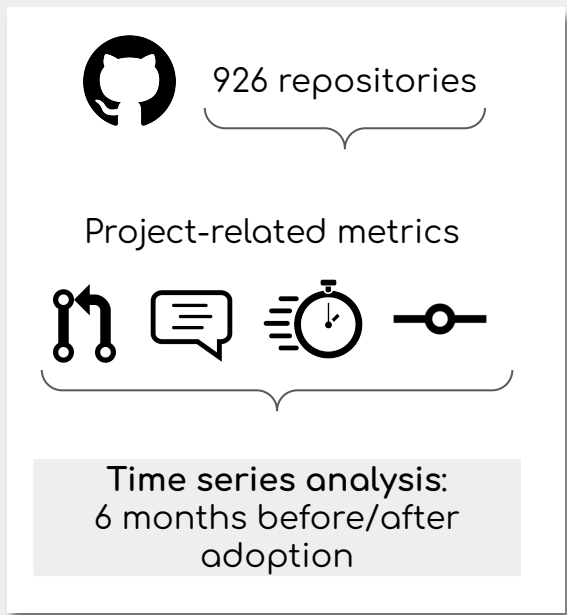 926 repositories
Project-related metrics
Time series analysis:
6 months before/after
adoption